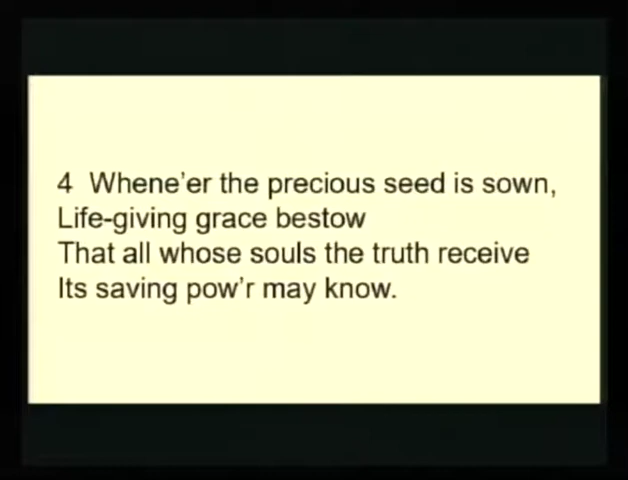 4 Whene'er the precious seed is sown,
Life-giving grace bestow
That all whose souls the truth receive
Its saving pow'r may know.